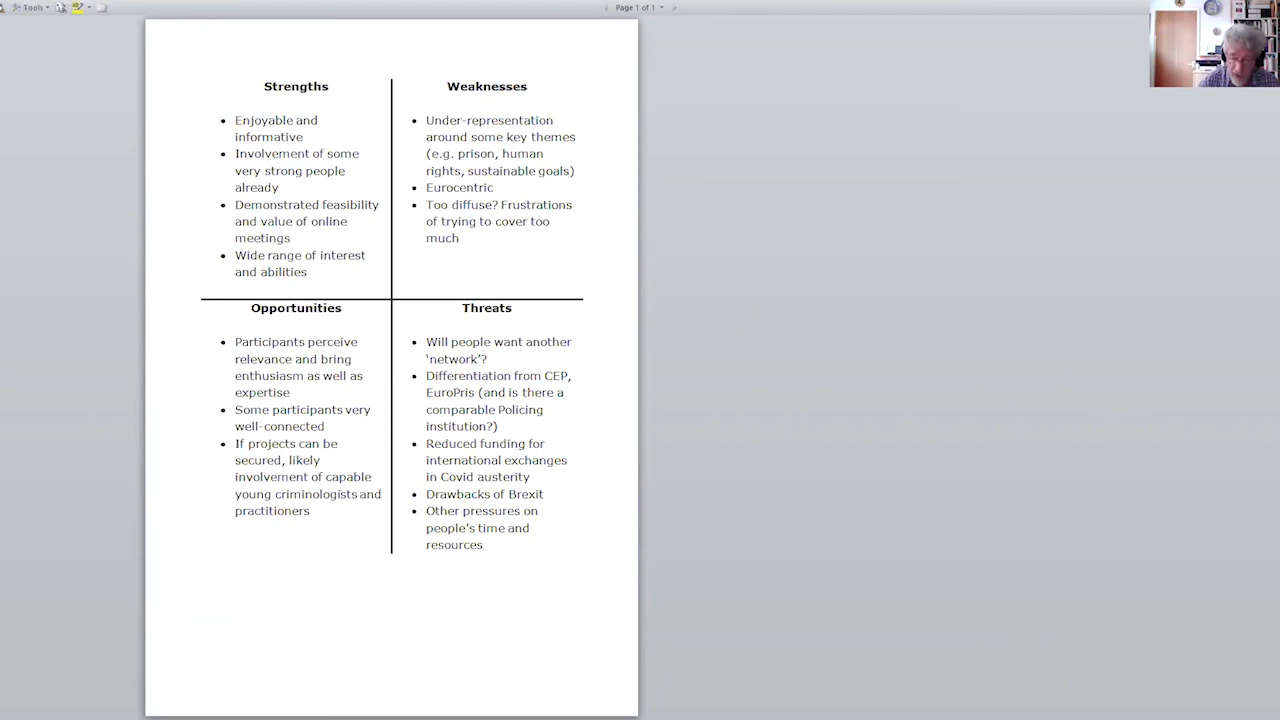 Tools
Page 1 of 1
Strengths
• Enjoyable and
informative
• Involvement of some
very strong people
already
• Demonstrated feasibility
and value of online
meetings
• Wide range of interest
and abilities
Weaknesses
• Under-representation
around some key themes
(e.g. prison, human
rights, sustainable goals)
• Eurocentric
• Too diffuse? Frustrations
of trying to cover too
much
Opportunities
• Participants perceive
relevance and bring
enthusiasm as well as
expertise
• Some participants very
well-connected
• If projects can be
secured, likely
involvement of capable
young criminologists and
practitioners
Threats
• Will people want another
‘network’?
• Differentiation from CEP,
EuroPris (and is there a
comparable Policing
institution?)
• Reduced funding for
international exchanges
in Covid austerity
• Drawbacks of Brexit
• Other pressures on
people’s time and
resources